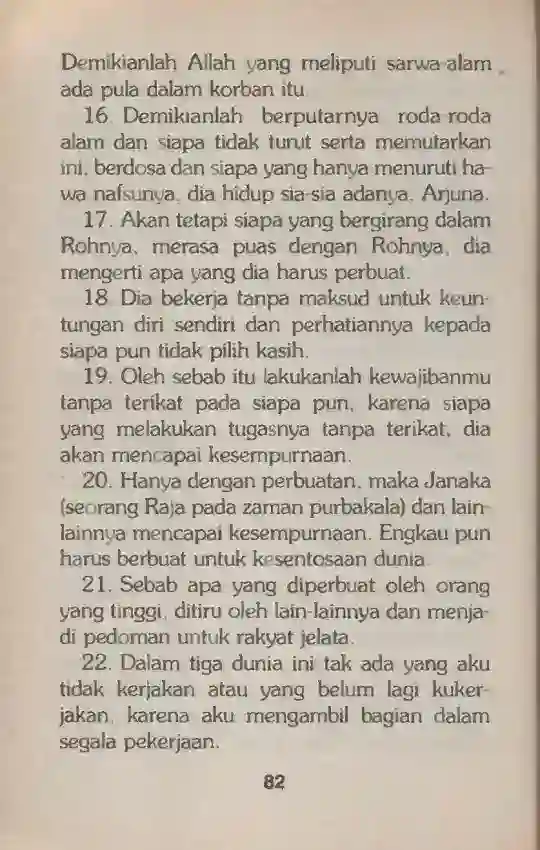 Demikianlah Allah yang meliputi sarwa-alam
ada pula dalam korban itu
16. Demikianlah berputarnya roda-roda
alam dan siapa tidak turut serta memutarkan
ini, berdosa dan siapa yang hanya menuruti ha-
wa nafsunya, dia hidup sia-sia adanya, Arjuna.
17. Akan tetapi siapa yang bergirang dalam
Rohnya, merasa puas dengan Rohnya, dia
mengerti apa yang dia harus perbuat.
18. Dia bekerja tanpa maksud untuk keun-
tungan diri sendiri dan perhatiannya kepada
siapa pun tidak pilih kasih.
19. Oleh sebab itu lakukanlah kewajibanmu
tanpa terikat pada siapa pun, karena siapa
yang melakukan tugasnya tanpa terikat, dia
akan mencapai kesempurnaan.
20. Hanya dengan perbuatan, maka Janaka
(seorang Raja pada zaman purbakala) dan lain-
lainnya mencapai kesempurnaan. Engkau pun
harus berbuat untuk kesentosaan dunia.
21. Sebab apa yang diperbuat oleh orang
yang tinggi, ditiru oleh lain-lainnya dan menja-
di pedoman untuk rakyat jelata.
22. Dalam tiga dunia ini tak ada yang aku
tidak kerjakan atau yang belum lagi kuker-
jakan, karena aku mengambil bagian dalam
segala pekerjaan.
82